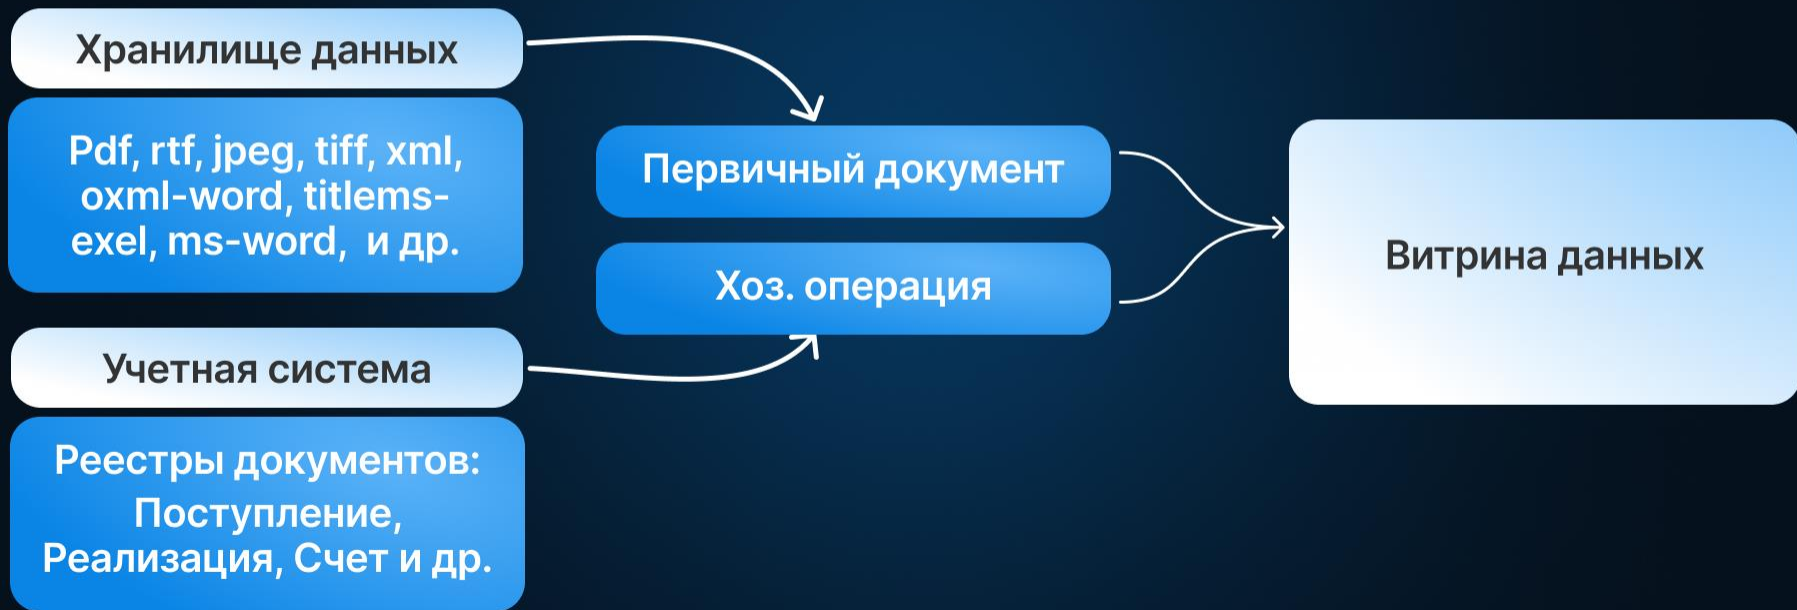 Хранилище данных
Pdf, rtf, jpeg, tiff, xml,
oxml-word, titlems-
exel, ms-word, и др.
Учетная система
Реестры документов:
Поступление,
Реализация, Счет и др.
Первичный документ
Хоз. операция
Витрина данных